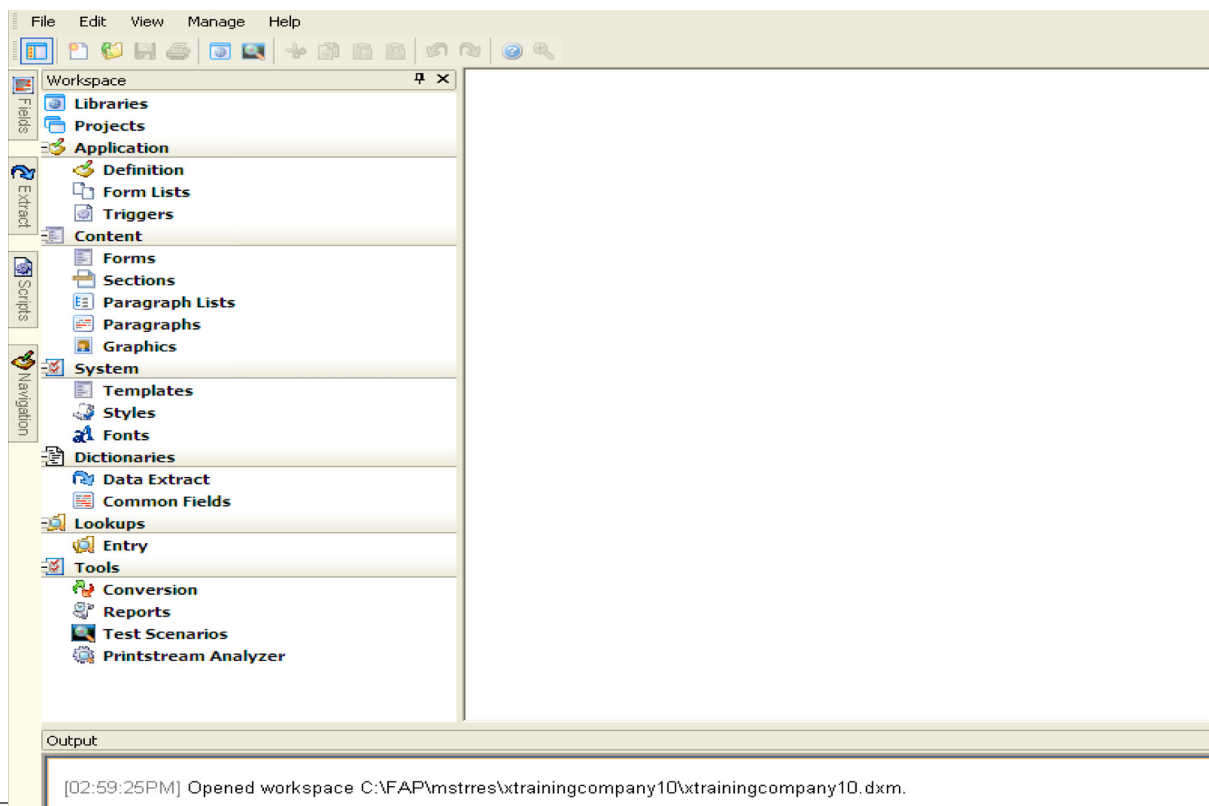 File Edit View Manage Help
Workspace
Fields
Extract
Scripts
Navigation
Libraries
Projects
Application
Definition
Form Lists
Triggers
Content
Forms
Sections
Paragraph Lists
Paragraphs
Graphics
System
Templates
Styles
Fonts
Dictionaries
Data Extract
Common Fields
Lookups
Entry
Tools
Conversion
Reports
Test Scenarios
Printstream Analyzer
Output
[02:59:25PM] Opened workspace C:\FAP\mstrres\xtrainingcompany10\xtrainingcompany10.dxm.